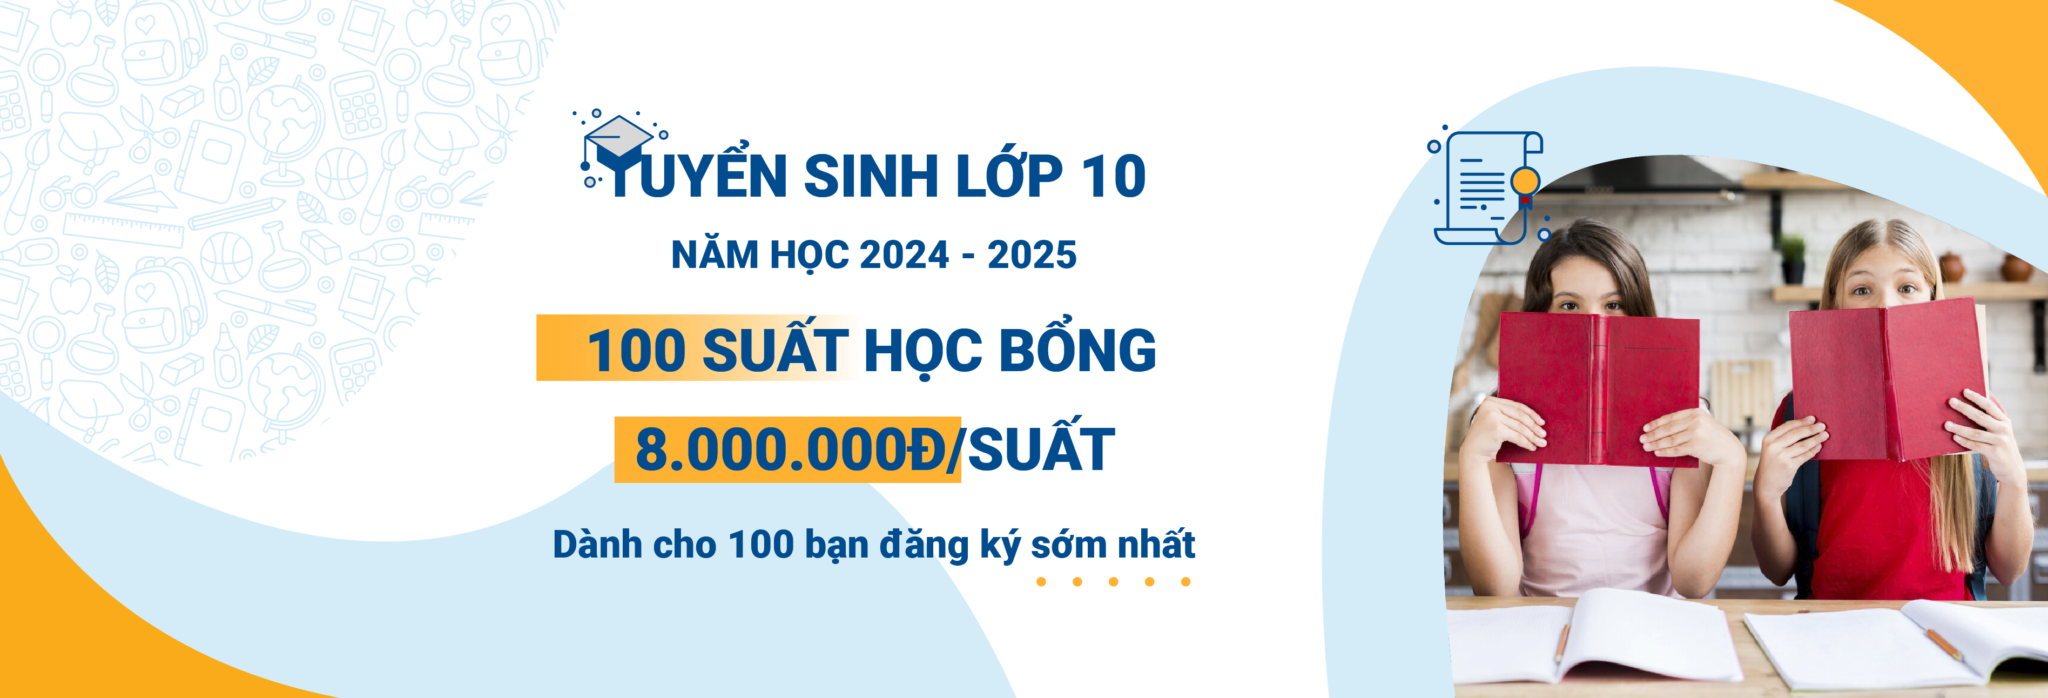 TUYỂN SINH LỚP 10
NĂM HỌC 2024 - 2025
100 SUẤT HỌC BỔNG
8.000.000Đ/SUẤT
Dành cho 100 bạn đăng ký sớm nhất